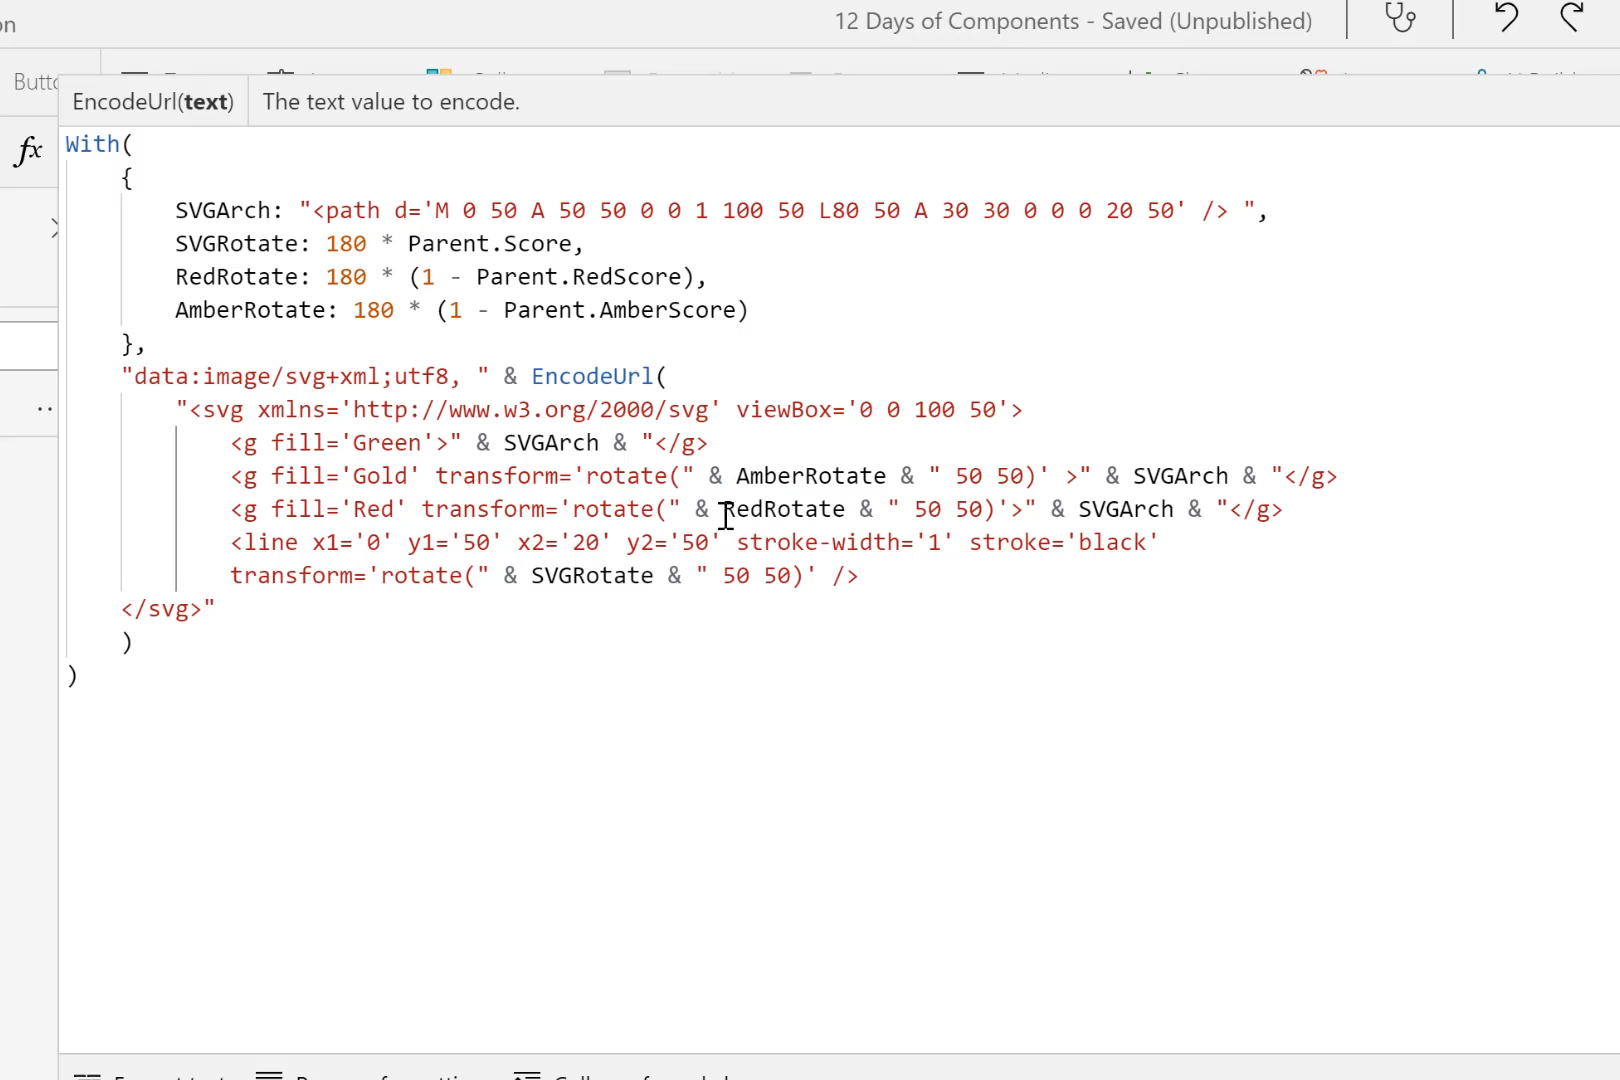 on
12 Days of Components - Saved (Unpublished)
EncodeUrl(text) The text value to encode.
fx
With(
{
SVGArch: "<path d='M 0 50 A 50 50 0 0 1 100 50 L80 50 A 30 30 0 0 0 20 50' /> ",
SVGRotate: 180 * Parent.Score,
RedRotate: 180 * (1 - Parent.RedScore),
AmberRotate: 180 * (1 - Parent.AmberScore)
},
"data:image/svg+xml;utf8, " & EncodeUrl(
"<svg xmlns='http://www.w3.org/2000/svg' viewBox='0 0 100 50'>
<g fill='Green'>" & SVGArch & "</g>
<g fill='Gold' transform='rotate(" & AmberRotate & " 50 50)' >" & SVGArch & "</g>
<g fill='Red' transform='rotate(" & RedRotate & " 50 50)'>" & SVGArch & "</g>
<line x1='0' y1='50' x2='20' y2='50' stroke-width='1' stroke='black'
transform='rotate(" & SVGRotate & " 50 50)' />
</svg>"
)
)